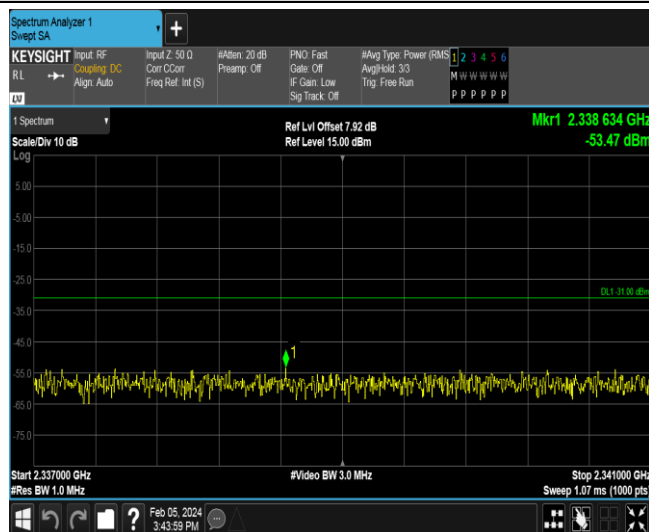 Spectrum Analyzer 1
Swept SA
+
KEYSIGHT
RL
LXI
Input: RF
Coupling: DC
Align: Auto
Input Z: 50 Ω
Corr CCorr
Freq Ref: Int (S)
#Atten: 20 dB
Preamp: Off
PNO: Fast
Gate: Off
IF Gain: Low
Sig Track: Off
#Avg Type: Power (RMS
Avg|Hold: 3/3
Trig: Free Run
1 2 3 4 5 6
M W W W W W
P P P P P P
1 Spectrum
Scale/Div 10 dB
Ref Lvl Offset 7.92 dB
Ref Level 15.00 dBm
Mkr1 2.338 634 GHz
-53.47 dBm
Log
5.00
-5.00
-15.0
-25.0
DL1 -31.00 dBm
-35.0
-45.0
1
-55.0
-65.0
-75.0
Start 2.337000 GHz
#Video BW 3.0 MHz
Stop 2.341000 GHz
#Res BW 1.0 MHz
Sweep 1.07 ms (1000 pts)
?
Feb 05, 2024
3:43:59 PM